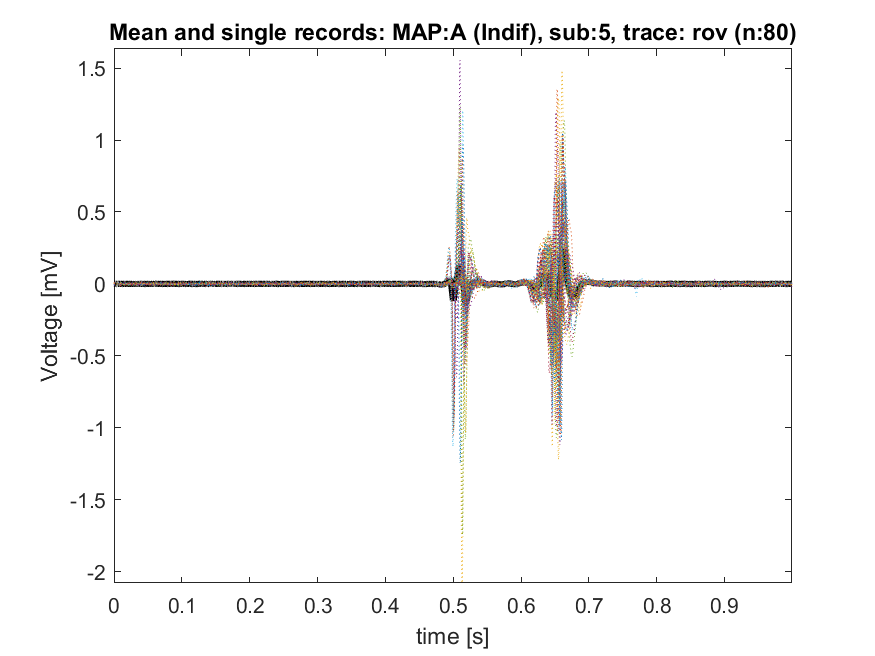 Mean and single records: MAP:A (Indif), sub:5, trace: rov (n:80)
1.5
1
0.5
0
-0.5
-1
-1.5
-2
Voltage [mV]
0 0.1 0.2 0.3 0.4 0.5 0.6 0.7 0.8 0.9
time [s]